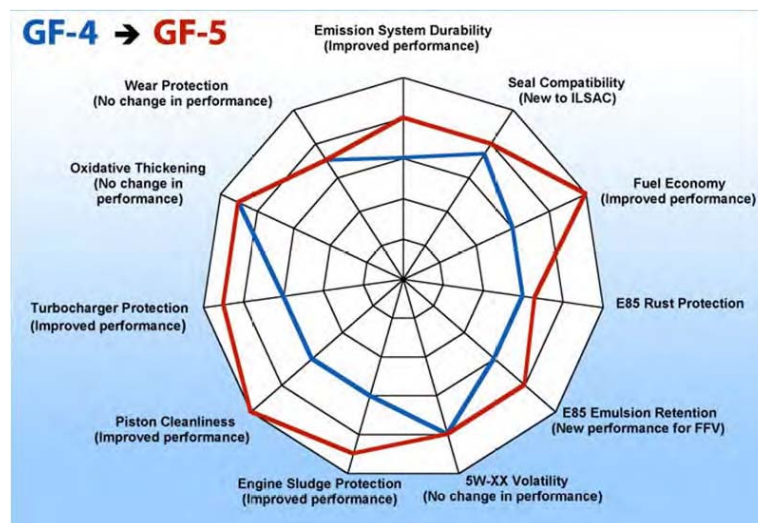 GF-4 → GF-5
Emission System Durability
(Improved performance)
Seal Compatibility
(New to ILSAC)
Fuel Economy
(Improved performance)
E85 Rust Protection
E85 Emulsion Retention
(New performance for FFV)
5W-XX Volatility
(No change in performance)
Engine Sludge Protection
(Improved performance)
Piston Cleanliness
(Improved performance)
Turbocharger Protection
(Improved performance)
Oxidative Thickening
(No change in
performance)
Wear Protection
(No change in performance)